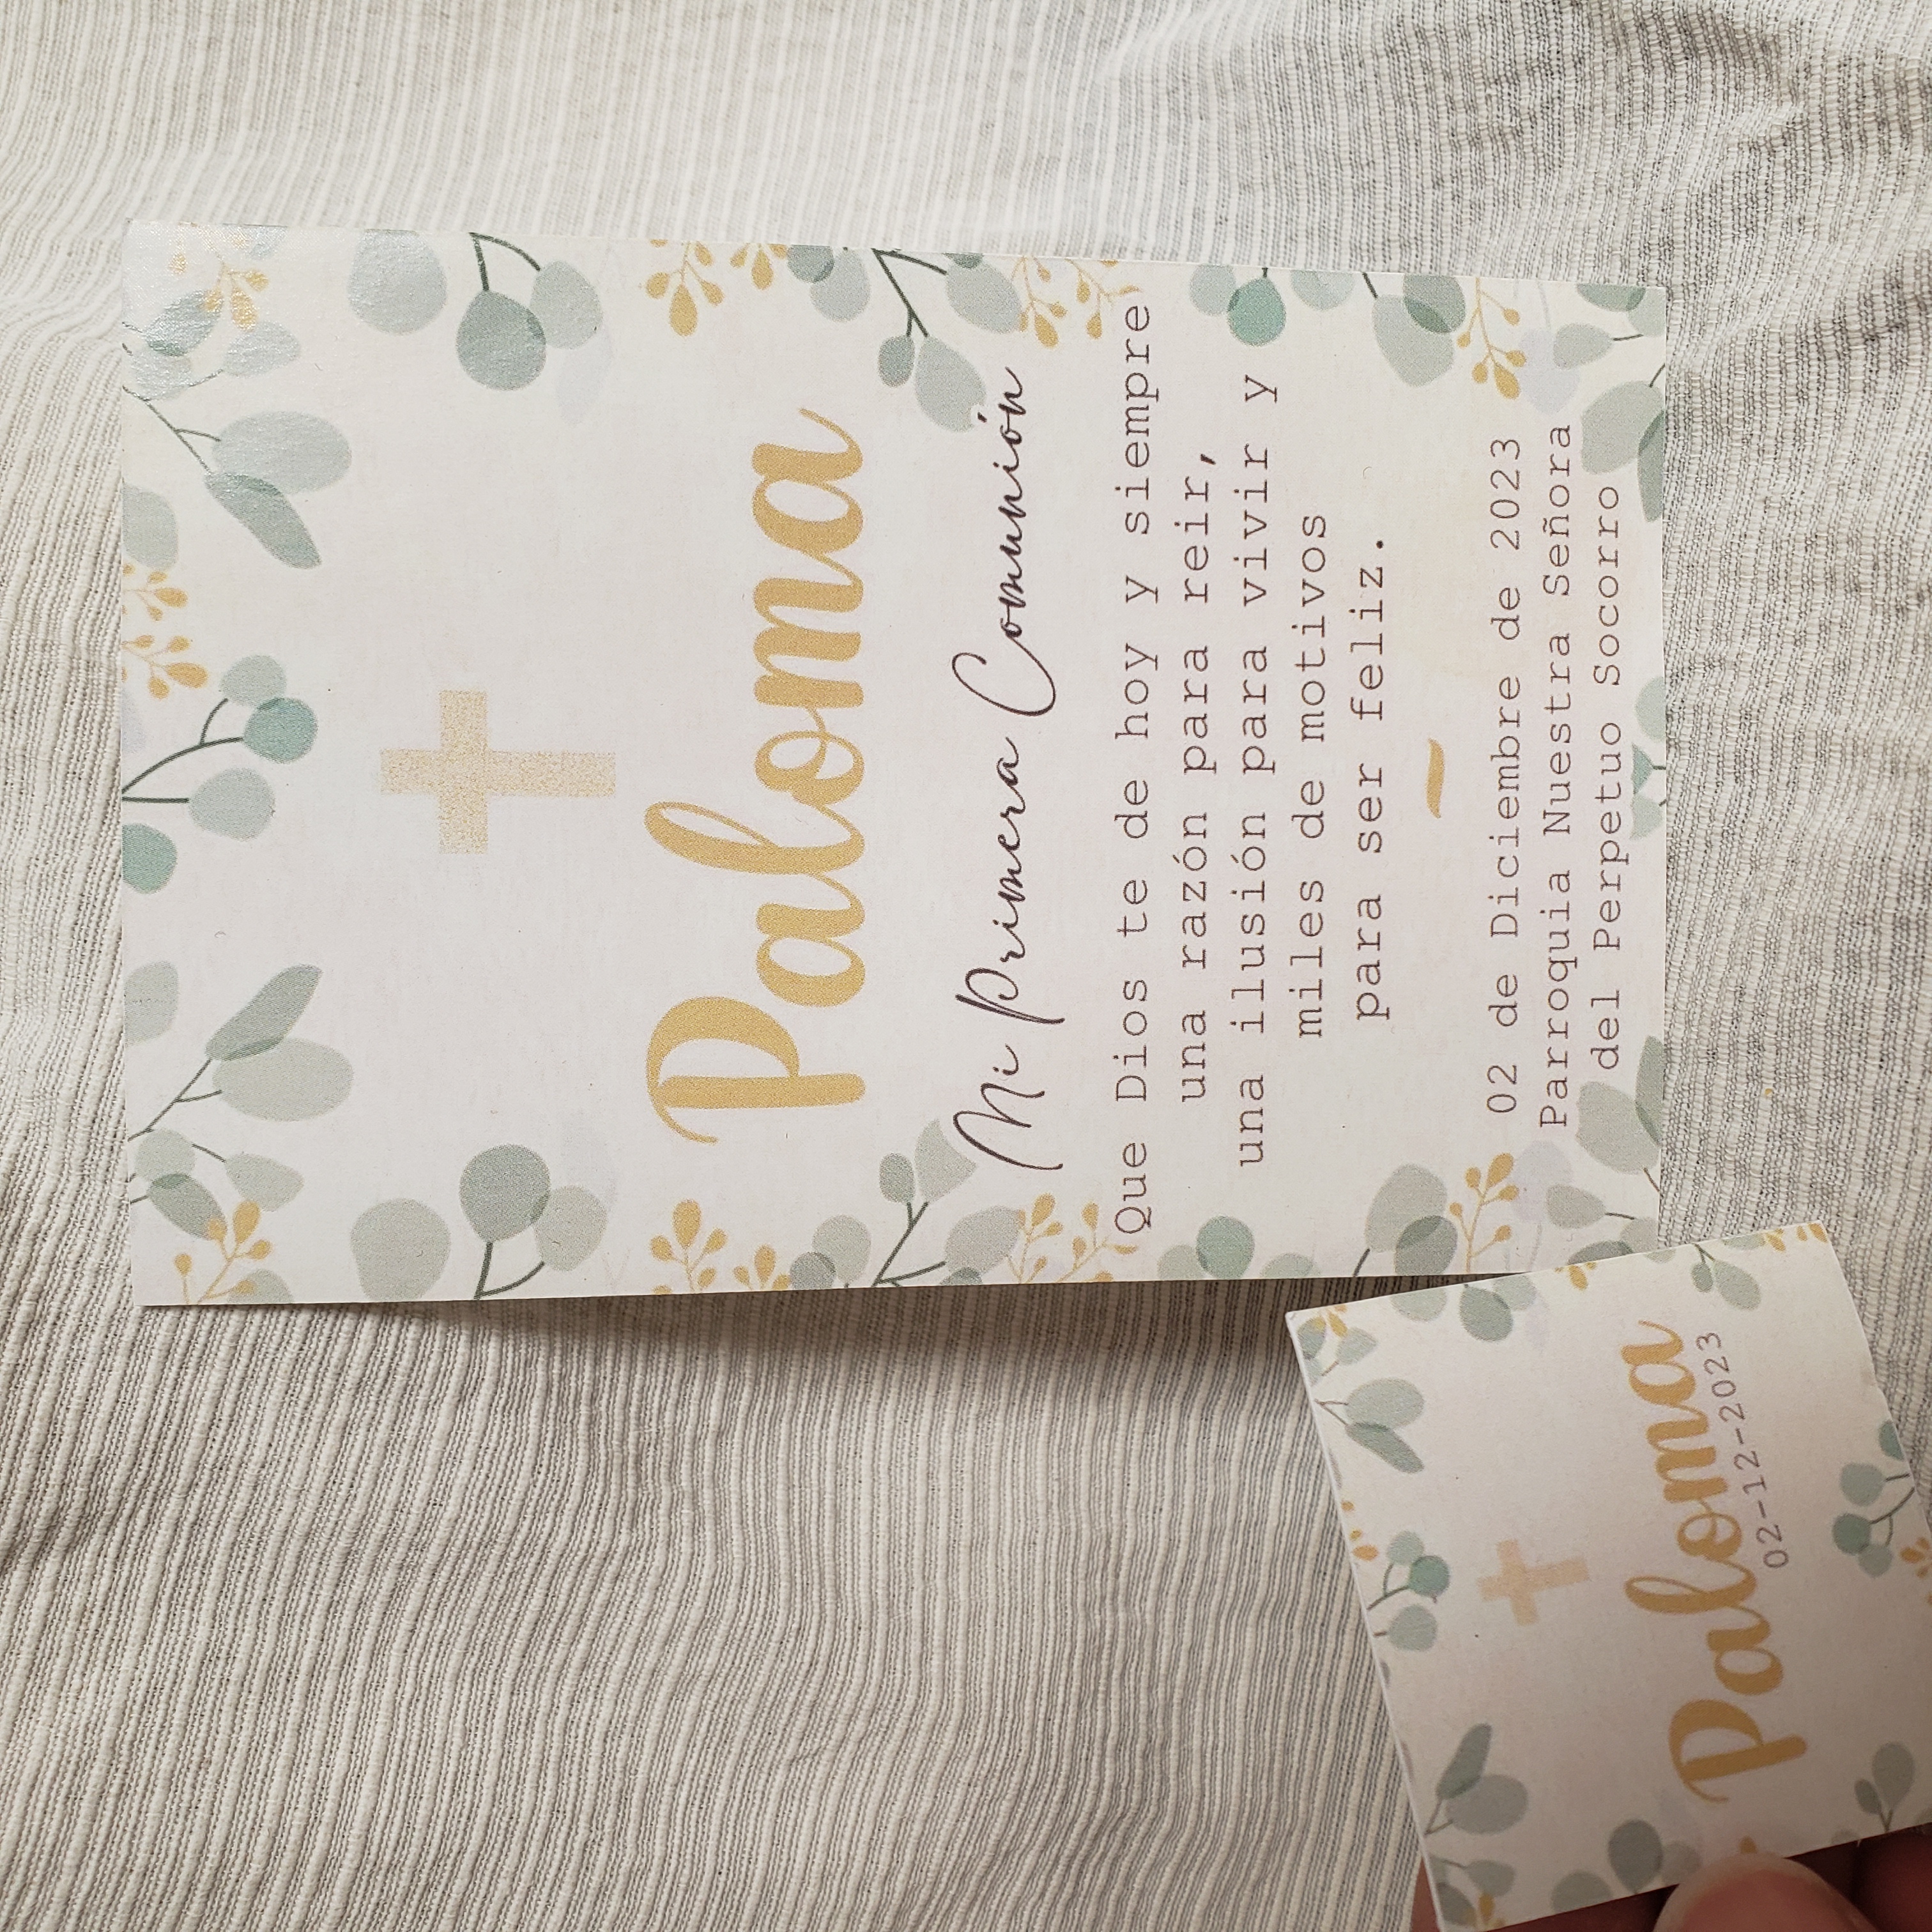 Paloma
Mi Primera Comunión
Que Dios te de hoy y siempre
una razón para reir,
una ilusión para vivir y
miles de motivos
para ser feliz.
02 de Diciembre de 2023
Parroquia Nuestra Señora
del Perpetuo Socorro
Paloma
02-12-2023